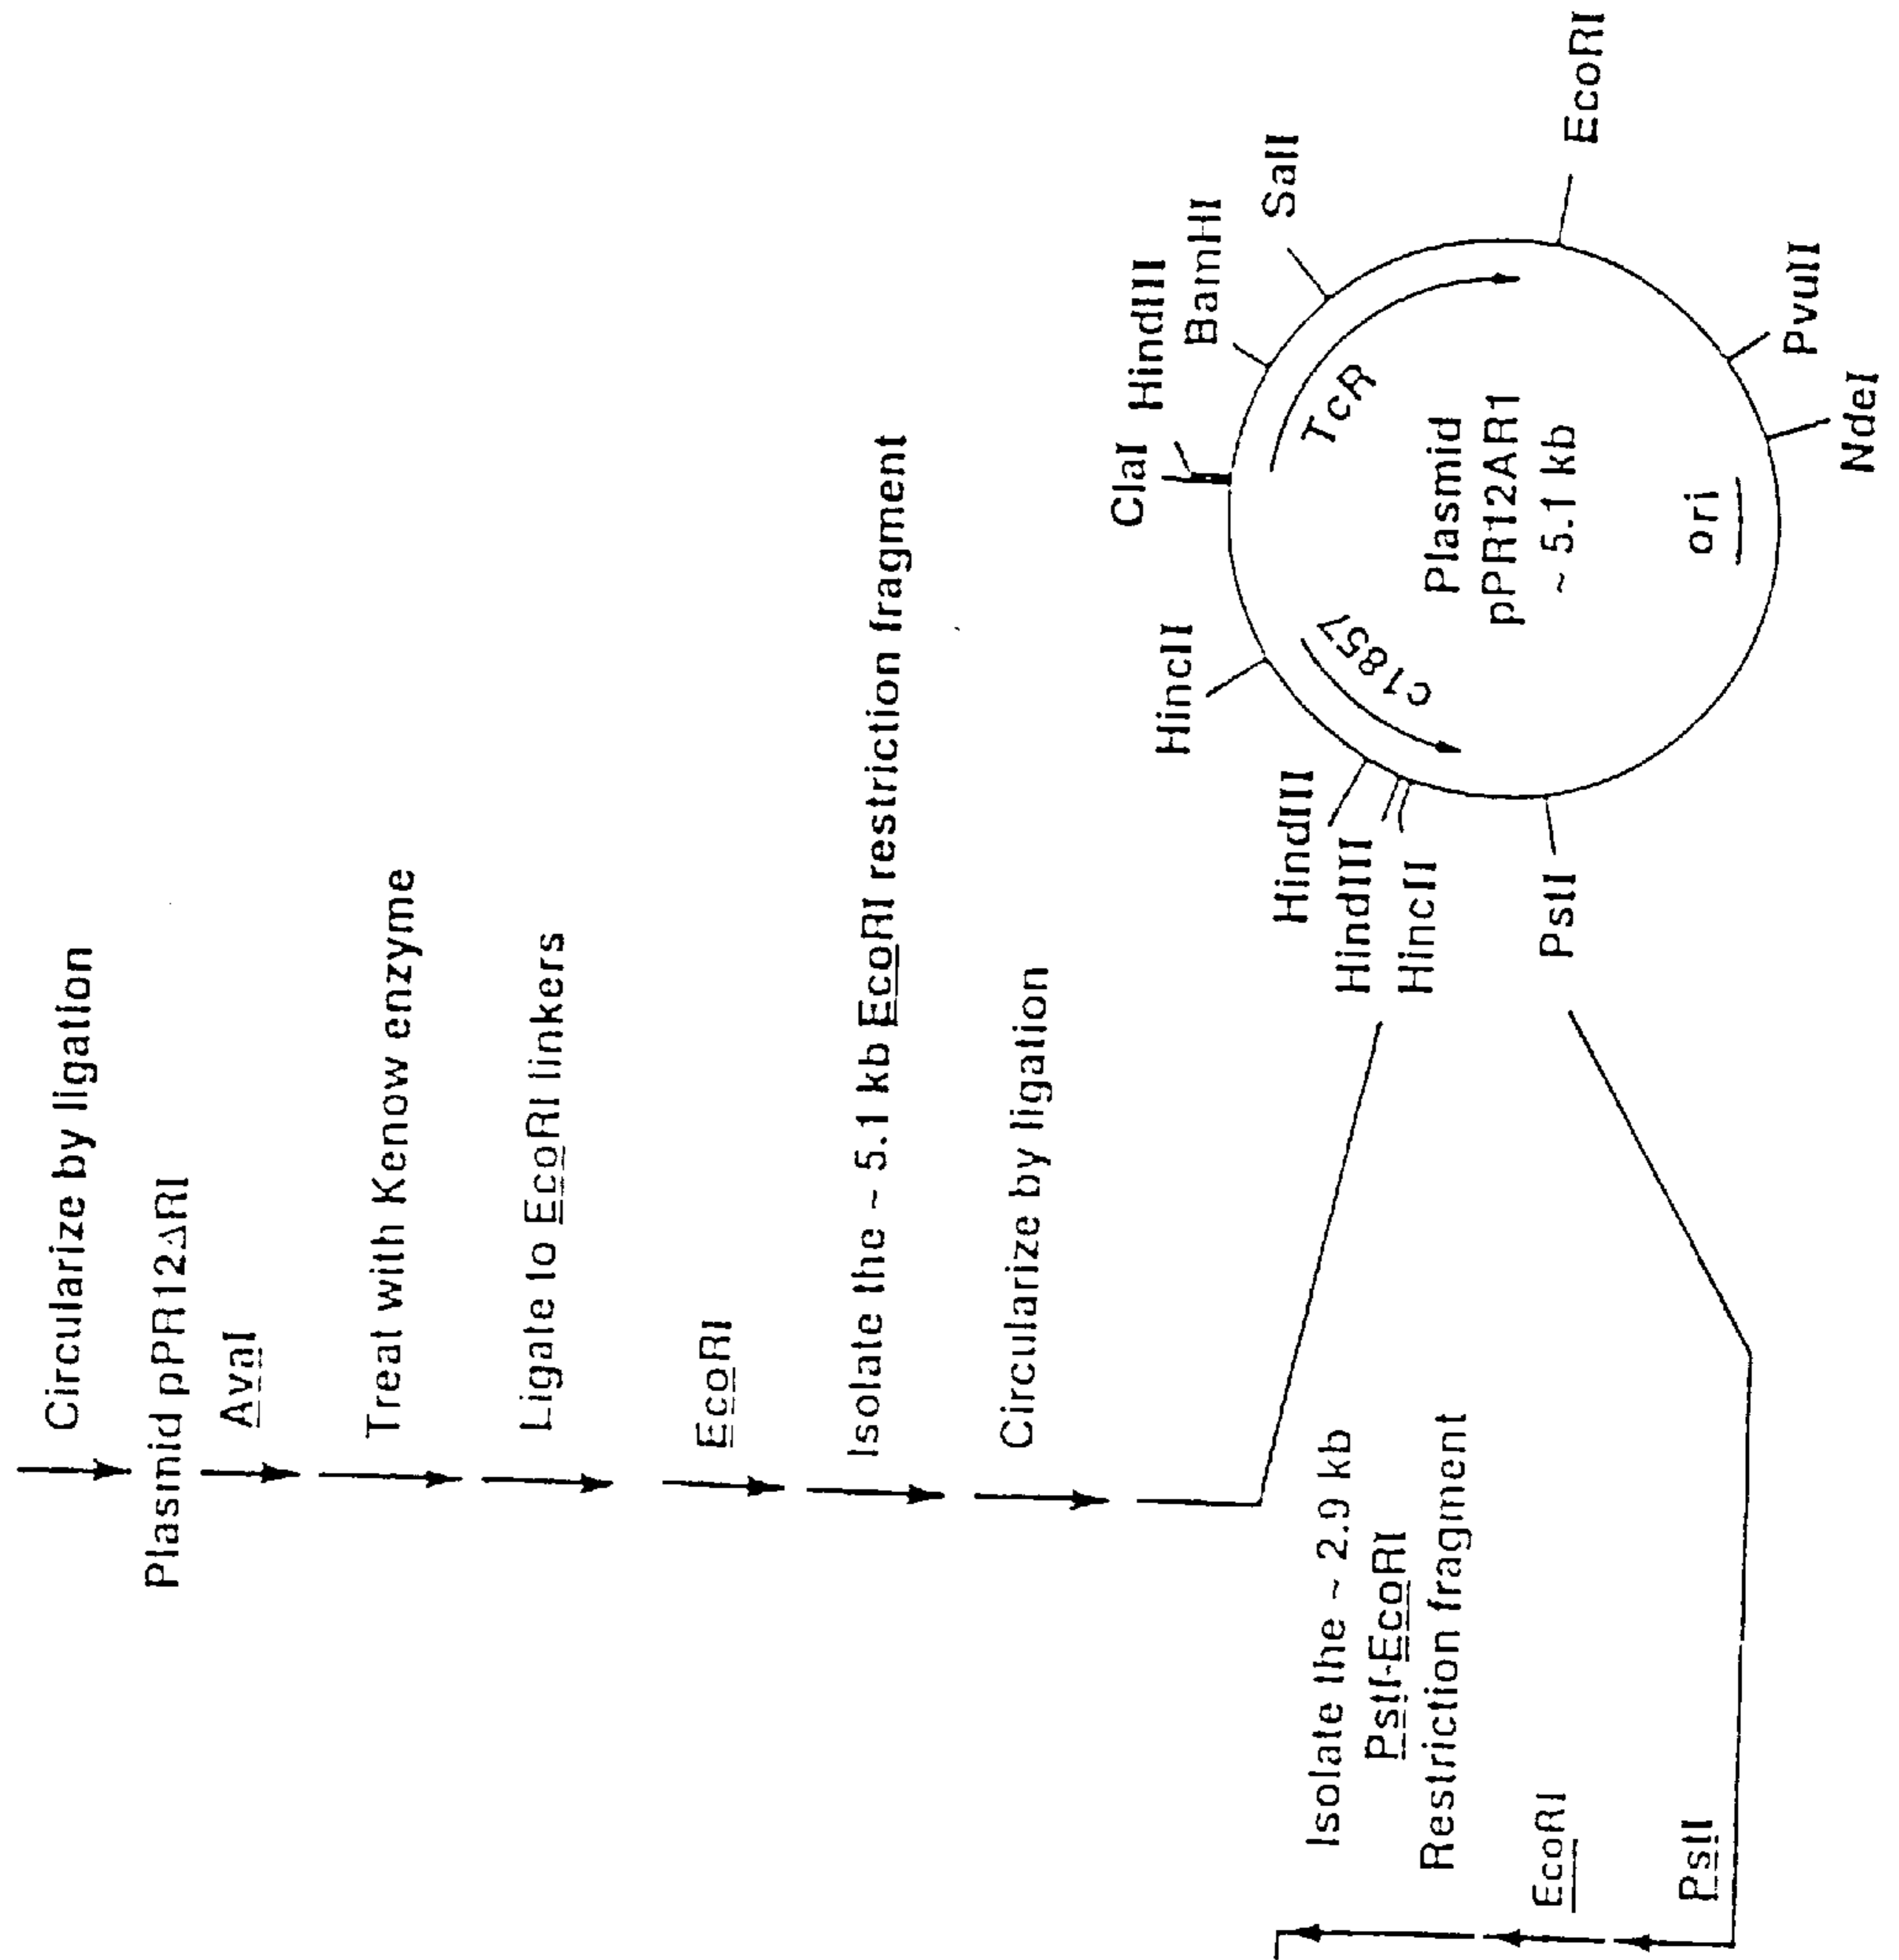 Circularize by ligation
Plasmid pPR12ΔRI
AvaI
Treat with Kenow enzyme
Ligate to EcoRI linkers
EcoRI
Isolate the ~ 5.1 kb EcoRI restriction fragment
Circularize by ligation
ClaI
HindIII
BamHI
SalI
EcoRI
PvuII
NdeI
PstI
HincII
HindIII
HindIII
HincII
c1857
TcR
Plasmid
pPR12AR1
~ 5.1 kb
ori
Isolate the ~ 2.9 kb
PstI-EcoRI
Restriction fragment
EcoRI
PstI